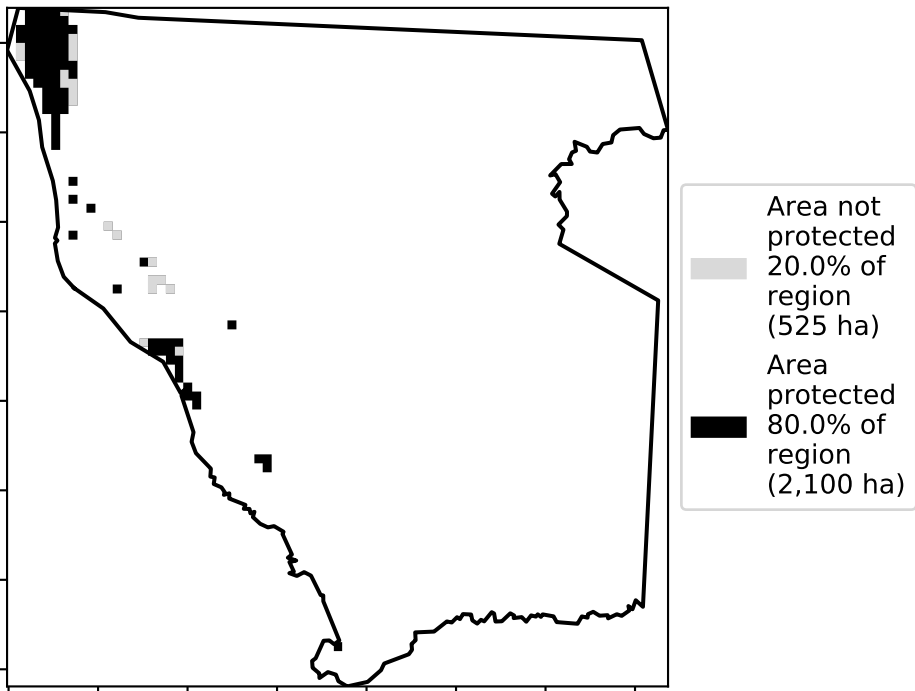 Area not
protected
20.0% of
region
(525 ha)
Area
protected
80.0% of
region
(2,100 ha)